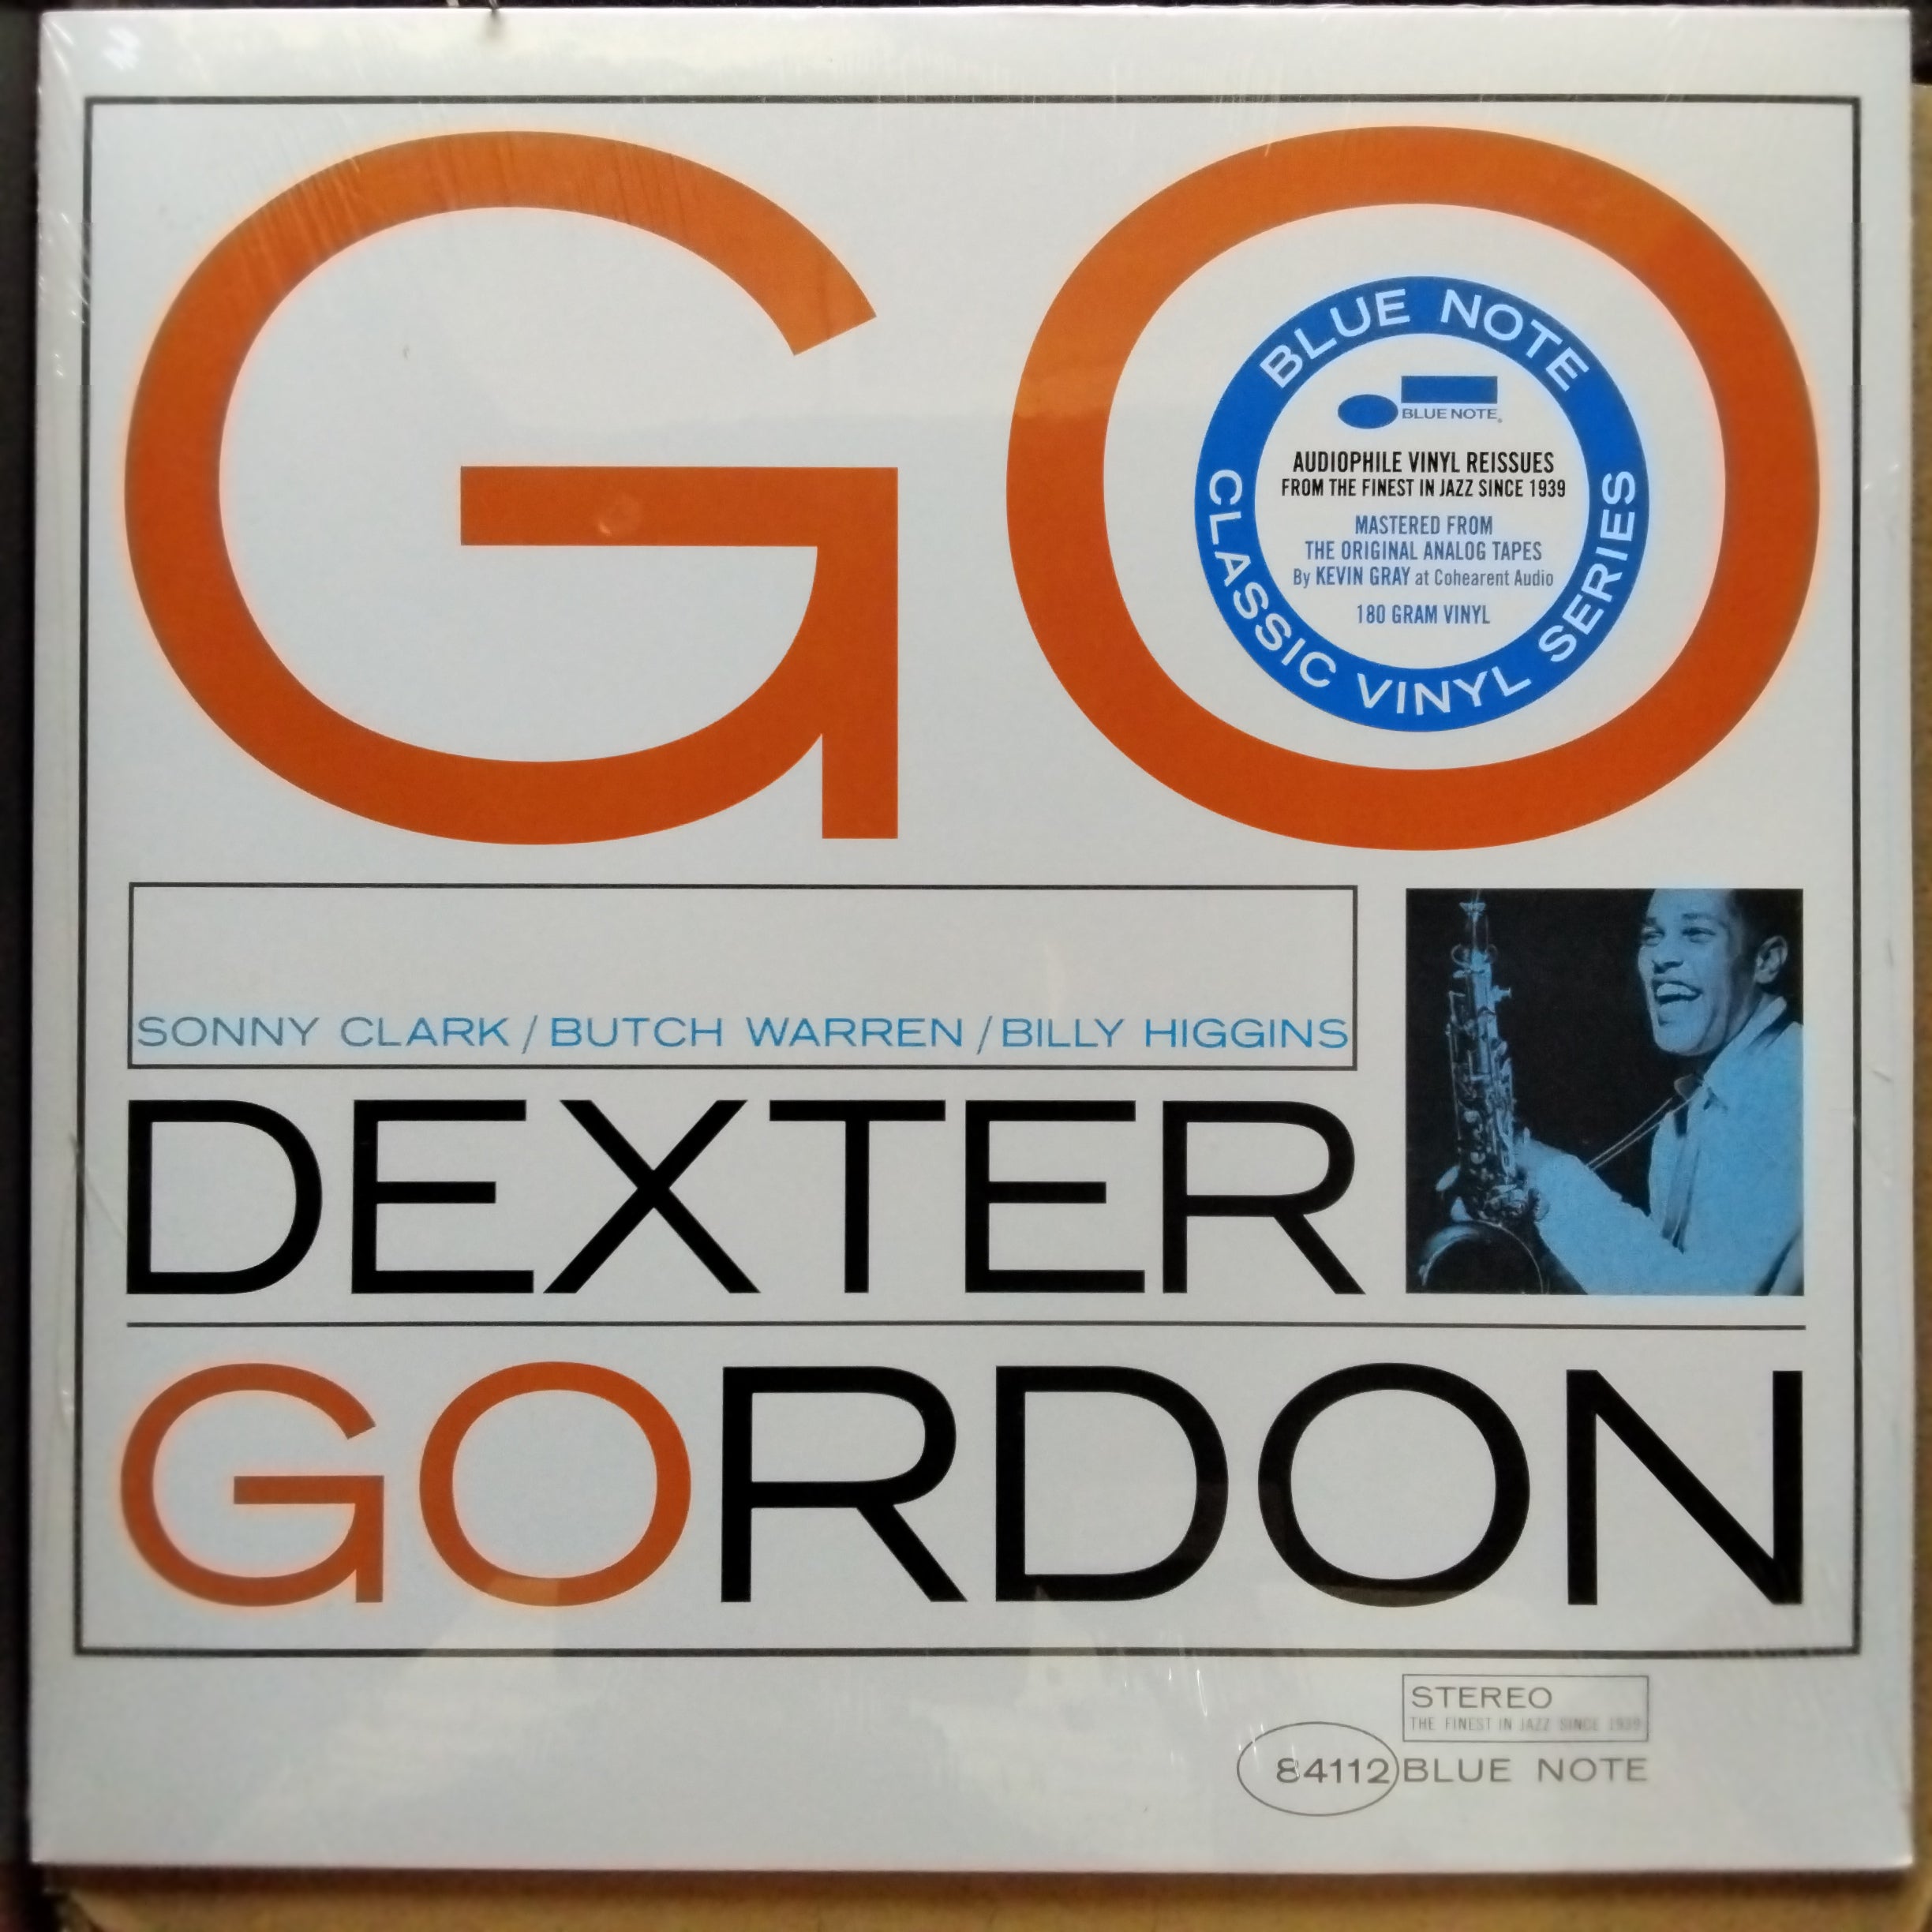 GO
BLUE NOTE
BLUE NOTE
AUDIOPHILE VINYL REISSUES
FROM THE FINEST IN JAZZ SINCE 1939
MASTERED FROM
THE ORIGINAL ANALOG TAPES
By KEVIN GRAY at Cohearent Audio
180 GRAM VINYL
CLASSIC VINYL SERIES
SONNY CLARK/BUTCH WARREN/BILLY HIGGINS
DEXTER
GORDON
STEREO
THE FINEST IN JAZZ SINCE 1939
84112 BLUE NOTE